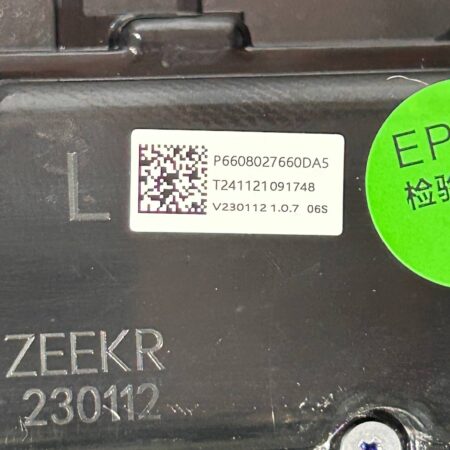 L
P6608027660DA5
T241121091748
V230112 1.0.7 06S
EP
检验
ZEEKR
230112